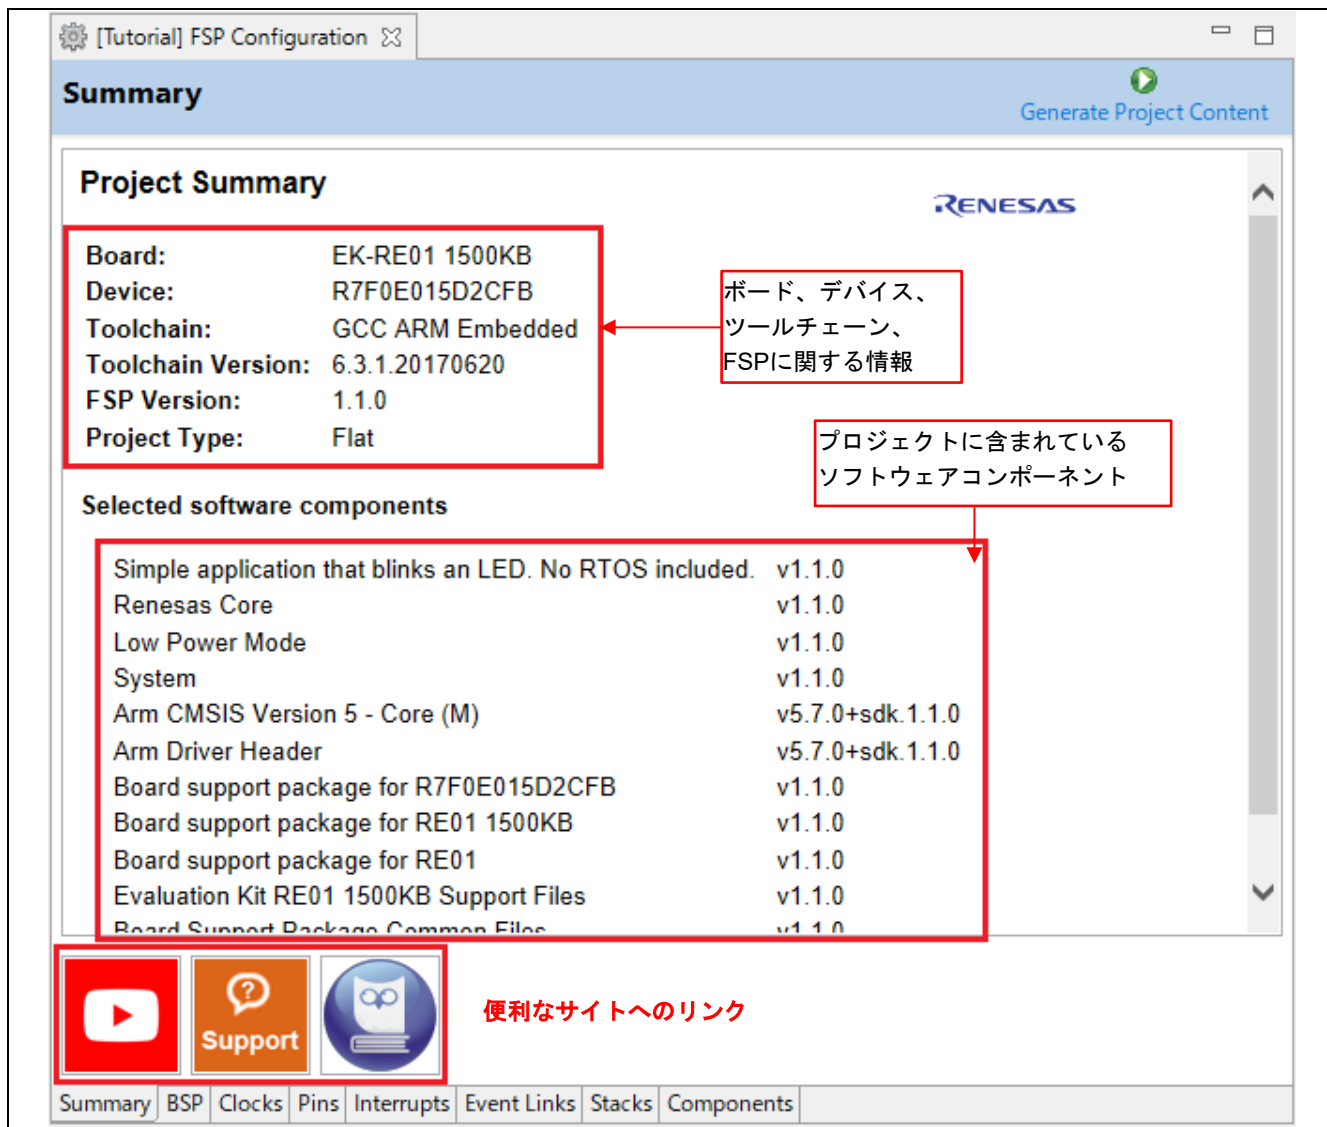 [Tutorial] FSP Configuration
Summary
Generate Project Content
Project Summary
RENESAS
Board: EK-RE01 1500KB
Device: R7F0E015D2CFB
Toolchain: GCC ARM Embedded
Toolchain Version: 6.3.1.20170620
FSP Version: 1.1.0
Project Type: Flat
ボード、デバイス、
ツールチェーン、
FSPに関する情報
プロジェクトに含まれている
ソフトウェアコンポーネント
Selected software components
Simple application that blinks an LED. No RTOS included. v1.1.0
Renesas Core v1.1.0
Low Power Mode v1.1.0
System v1.1.0
Arm CMSIS Version 5 - Core (M) v5.7.0+sdk.1.1.0
Arm Driver Header v5.7.0+sdk.1.1.0
Board support package for R7F0E015D2CFB v1.1.0
Board support package for RE01 1500KB v1.1.0
Board support package for RE01 v1.1.0
Evaluation Kit RE01 1500KB Support Files v1.1.0
Board Support Package Common Files v1.1.0
Support
便利なサイトへのリンク
Summary BSP Clocks Pins Interrupts Event Links Stacks Components